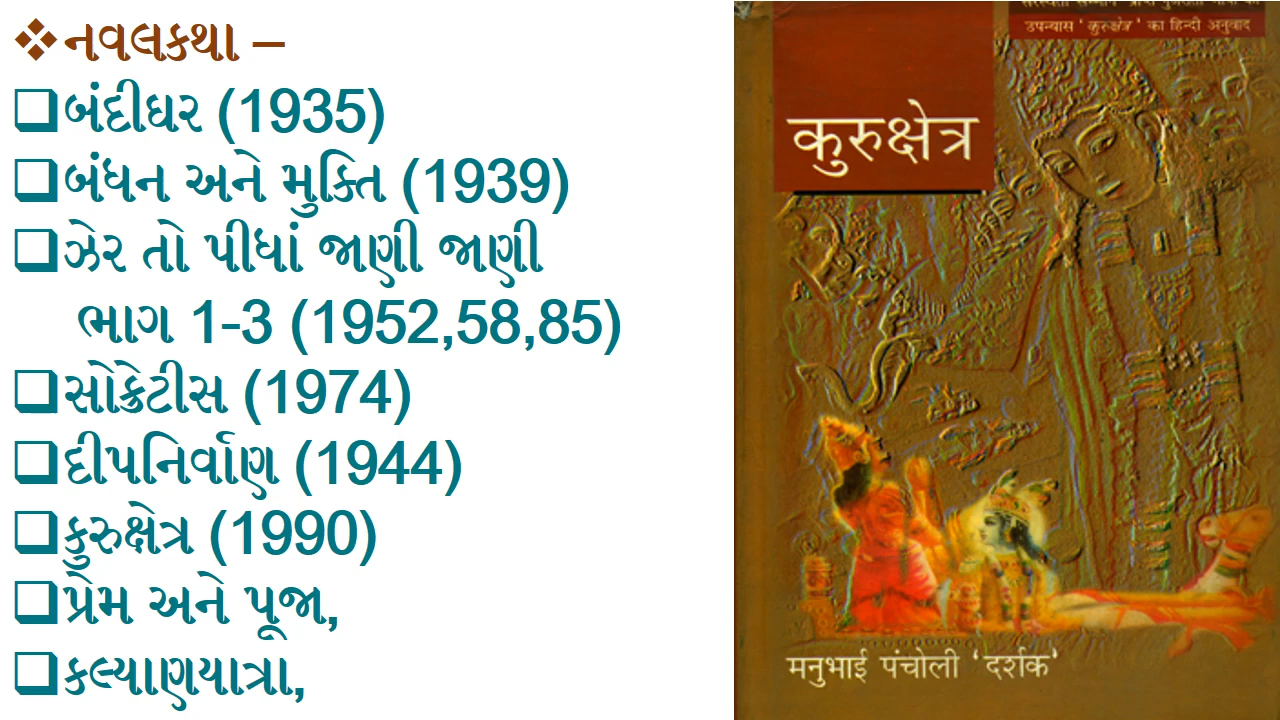 ❖નવલકથા –
❑બંદીઘર (1935)
❑બંધન અને મુક્તિ (1939)
❑ઝેર તો પીધાં જાણી જાણી
ભાગ 1-3 (1952,58,85)
❑સોક્રેટીસ (1974)
❑દીપનિર્વાણ (1944)
❑કુરુક્ષેત્ર (1990)
❑પ્રેમ અને પૂજા,
❑કલ્યાણયાત્રા,
उपन्यास ‘कुरुक्षेत्र’ का हिन्दी अनुवाद
कुरुक्षेत्र
मनुभाई पंचोली ‘दर्शक’